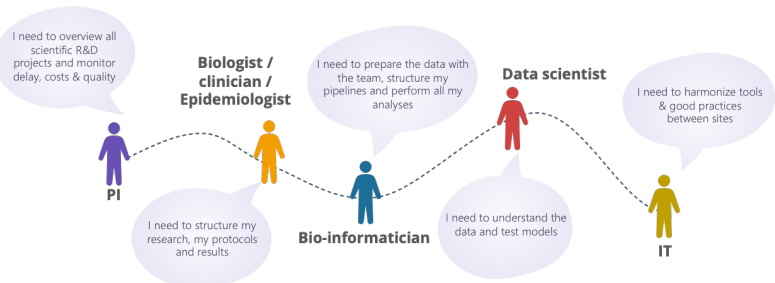 I need to overview all
scientific R&D
projects and monitor
delay, costs & quality
PI
Biologist /
clinician /
Epidemiologist
I need to structure my
research, my protocols
and results
I need to prepare the data with
the team, structure my
pipelines and perform all my
analyses
Bio-informatician
Data scientist
I need to understand the
data and test models
I need to harmonize tools
& good practices
between sites
IT